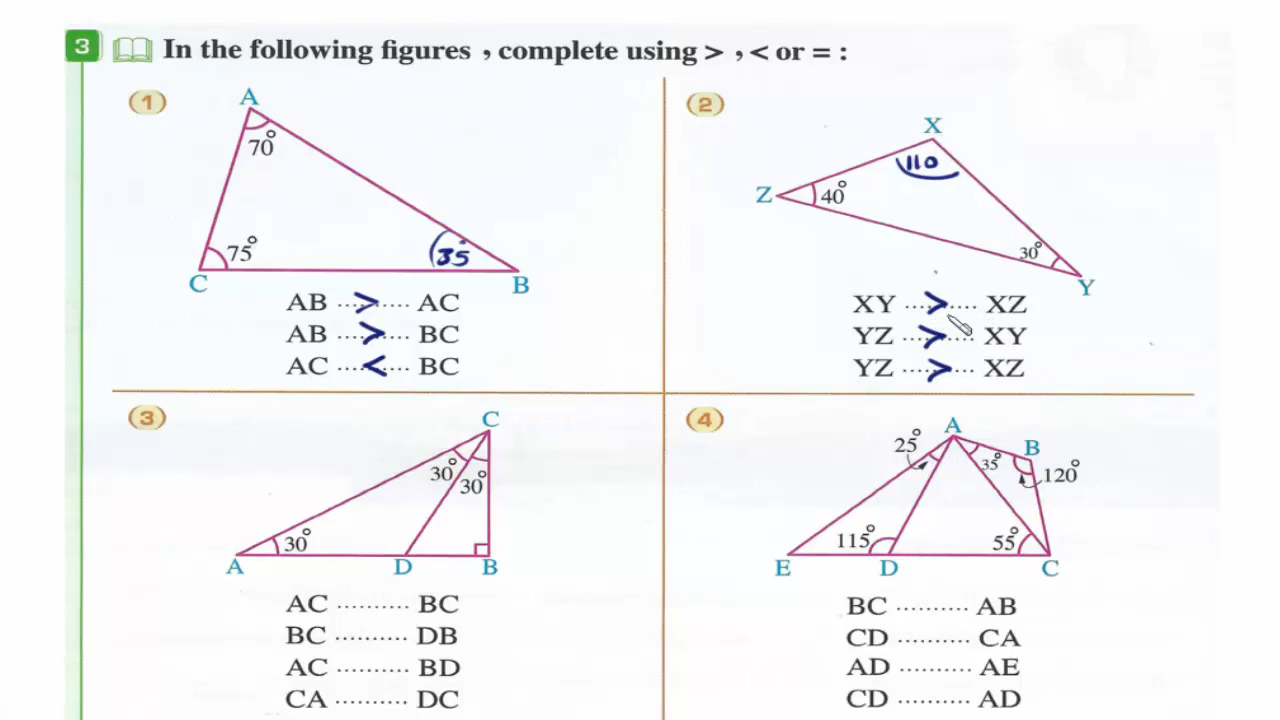 3 In the following figures , complete using > , < or = :
1
A
70°
75°
35°
C
B
AB ....>.... AC
AB ....>.... BC
AC ....<.... BC
2
X
110
Z
40°
30°
Y
XY ....>.... XZ
YZ ....>.... XY
YZ ....>.... XZ
3
C
30°
30°
30°
A
D
B
AC .......... BC
BC .......... DB
AC .......... BD
CA .......... DC
4
A
25°
B
35°
120°
115°
55°
E
D
C
BC .......... AB
CD .......... CA
AD .......... AE
CD .......... AD